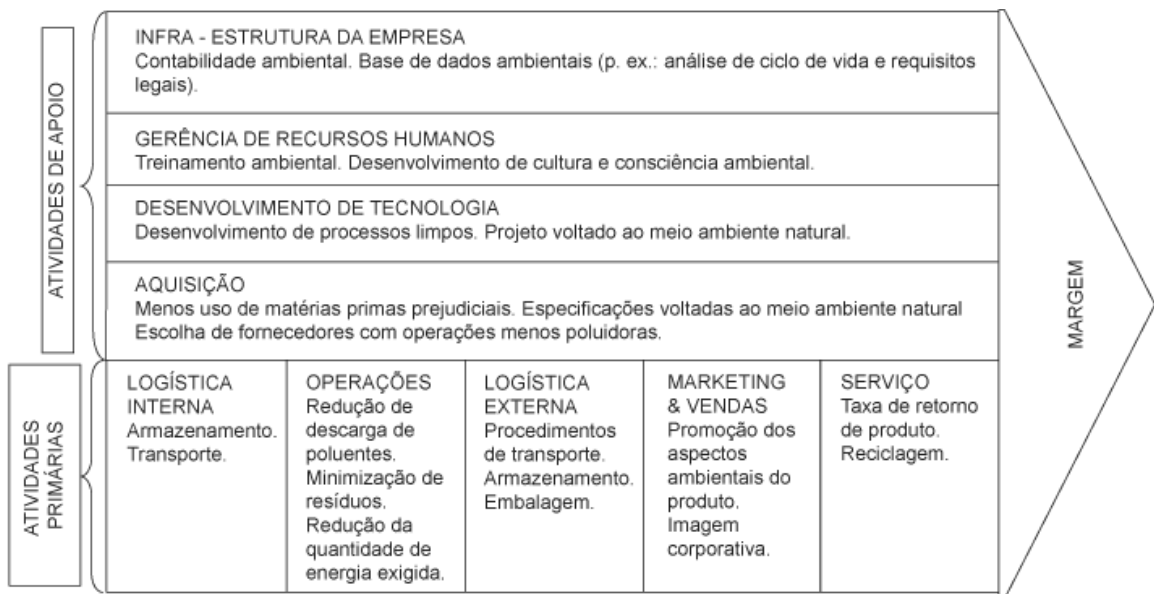 ATIVIDADES DE APOIO
INFRA - ESTRUTURA DA EMPRESA
Contabilidade ambiental. Base de dados ambientais (p. ex.: análise de ciclo de vida e requisitos
legais).
GERÊNCIA DE RECURSOS HUMANOS
Treinamento ambiental. Desenvolvimento de cultura e consciência ambiental.
DESENVOLVIMENTO DE TECNOLOGIA
Desenvolvimento de processos limpos. Projeto voltado ao meio ambiente natural.
AQUISIÇÃO
Menos uso de matérias primas prejudiciais. Especificações voltadas ao meio ambiente natural
Escolha de fornecedores com operações menos poluidoras.
ATIVIDADES
PRIMÁRIAS
LOGÍSTICA
INTERNA
Armazenamento.
Transporte.
OPERAÇÕES
Redução de
descarga de
poluentes.
Minimização de
resíduos.
Redução da
quantidade de
energia exigida.
LOGÍSTICA
EXTERNA
Procedimentos
de transporte.
Armazenamento.
Embalagem.
MARKETING
& VENDAS
Promoção dos
aspectos
ambientais do
produto.
Imagem
corporativa.
SERVIÇO
Taxa de retorno
de produto.
Reciclagem.
MARGEM